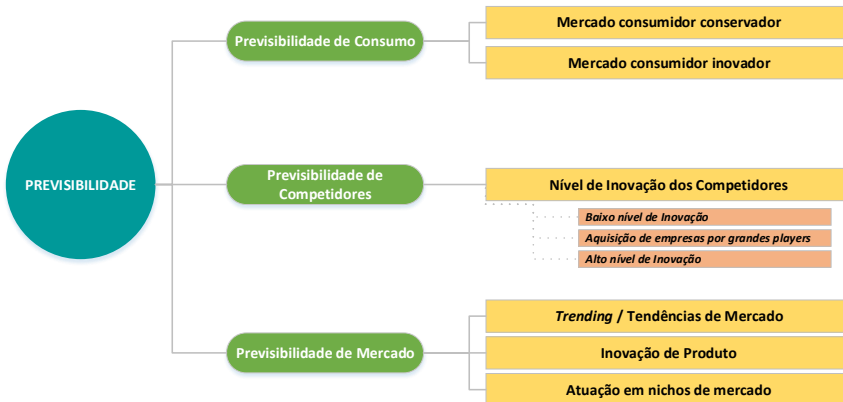 PREVISIBILIDADE
Previsibilidade de Consumo
Mercado consumidor conservador
Mercado consumidor inovador
Previsibilidade de
Competidores
Nível de Inovação dos Competidores
Baixo nível de Inovação
Aquisição de empresas por grandes players
Alto nível de Inovação
Previsibilidade de Mercado
Trending / Tendências de Mercado
Inovação de Produto
Atuação em nichos de mercado